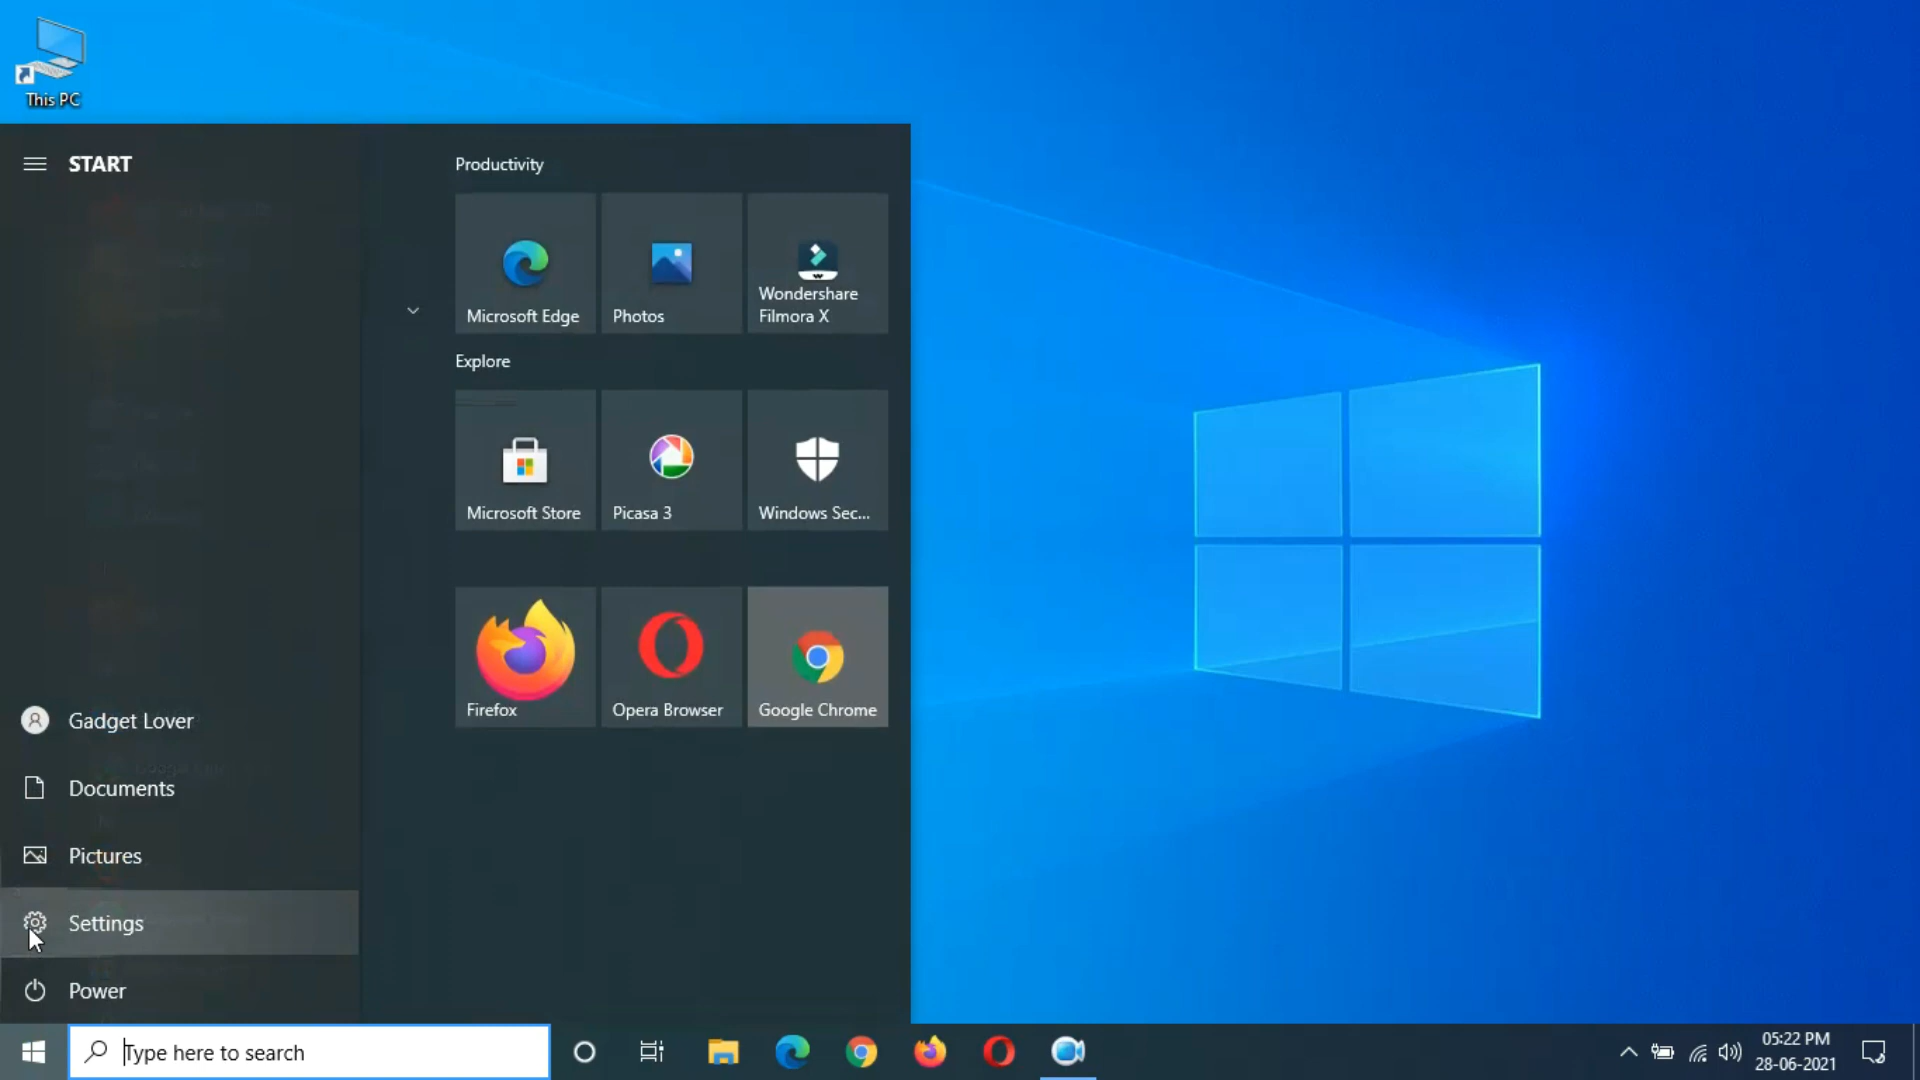 This PC
START
Productivity
Microsoft Edge
Photos
Wondershare
Filmora X
Explore
Microsoft Store
Picasa 3
Windows Sec...
Firefox
Opera Browser
Google Chrome
Gadget Lover
Documents
Pictures
Settings
Power
Type here to search
05:22 PM
28-06-2021